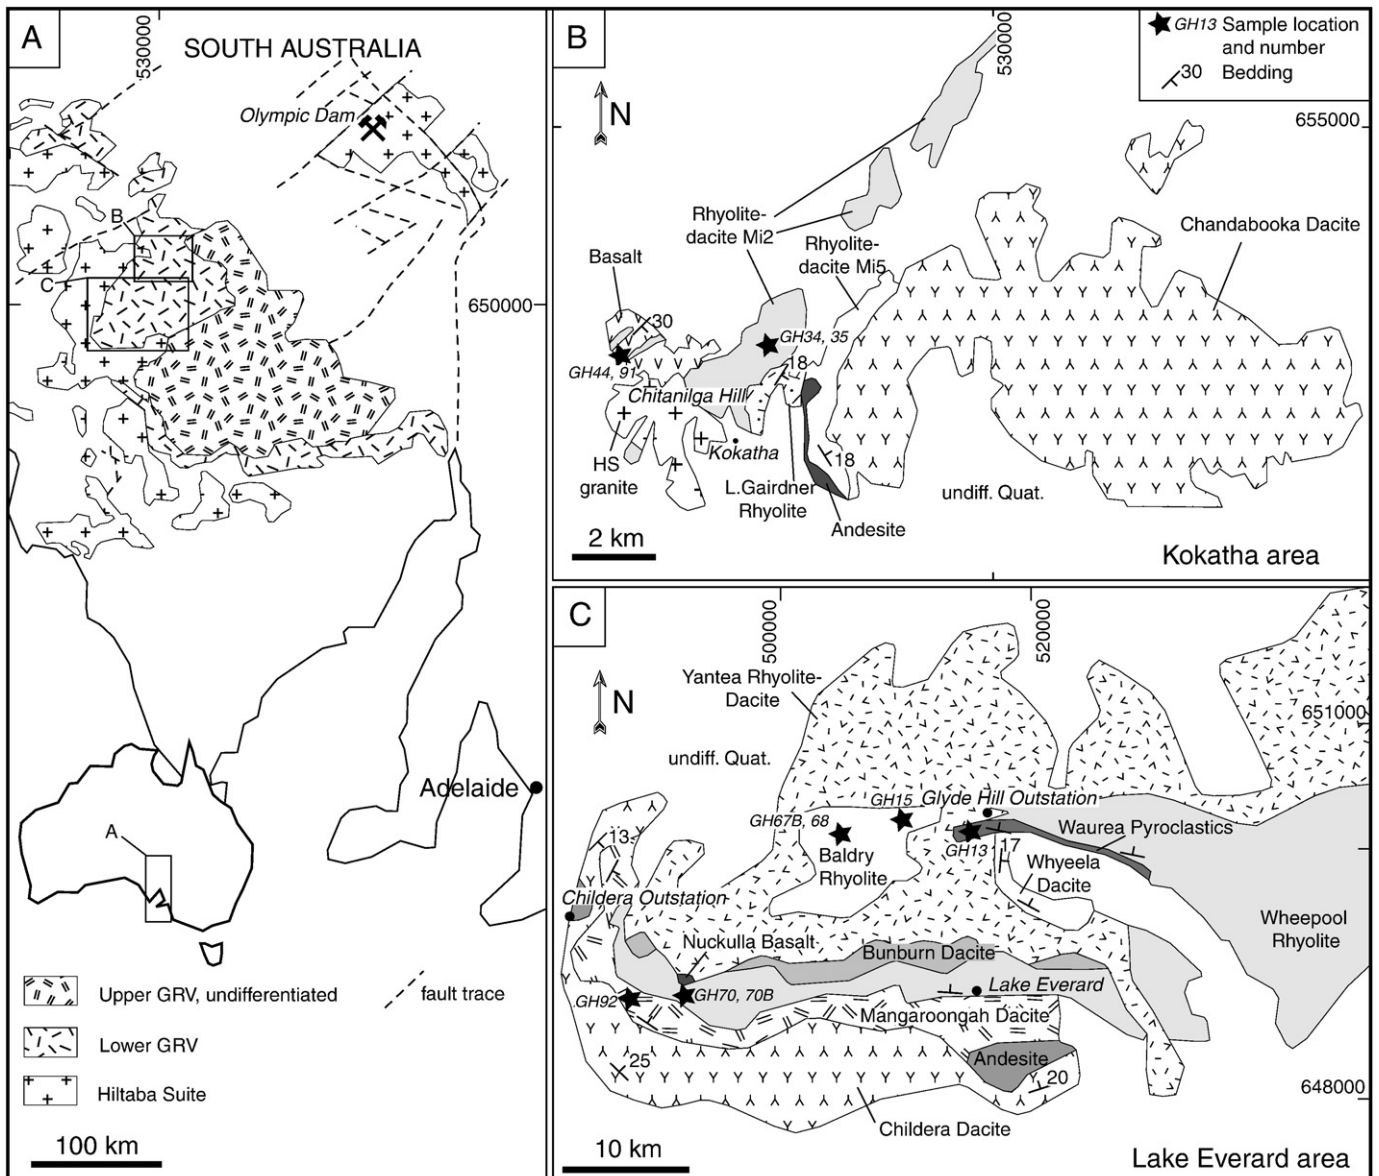 A
530000
SOUTH AUSTRALIA
Olympic Dam
B
C
650000
Adelaide
A
Upper GRV, undifferentiated
fault trace
Lower GRV
Hiltaba Suite
100 km
B
530000
GH13 Sample location
and number
30 Bedding
N
655000
Rhyolite-
dacite Mi2
Rhyolite-
dacite Mi5
Chandabooka Dacite
Basalt
30
GH34, 35
GH44, 91
18
Chitanilga Hill
HS
granite
Kokatha
18
L.Gairdner
Rhyolite
undiff. Quat.
Andesite
2 km
Kokatha area
C
500000
520000
N
Yantea Rhyolite-
Dacite
651000
undiff. Quat.
GH15
Glyde Hill Outstation
GH67B, 68
Waurea Pyroclastics
13
GH13
17
Baldry
Rhyolite
Whyeela
Dacite
Childera Outstation
Wheepool
Rhyolite
Nuckulla Basalt
Bunburn Dacite
GH92
GH70, 70B
Lake Everard
Mangaroongah Dacite
25
Andesite
20
648000
Childera Dacite
10 km
Lake Everard area